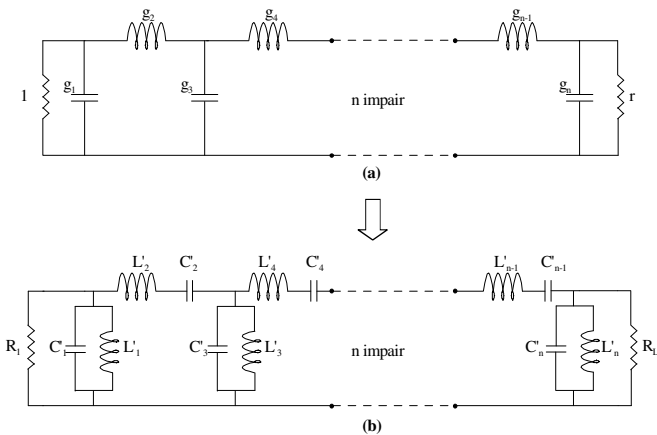 g2 g4 gn-1
1 g1 g3 n impair gn r
(a)
L'2 C'2 L'4 C'4 L'n-1 C'n-1
R1 C'1 L'1 C'3 L'3 n impair C'n L'n RL
(b)